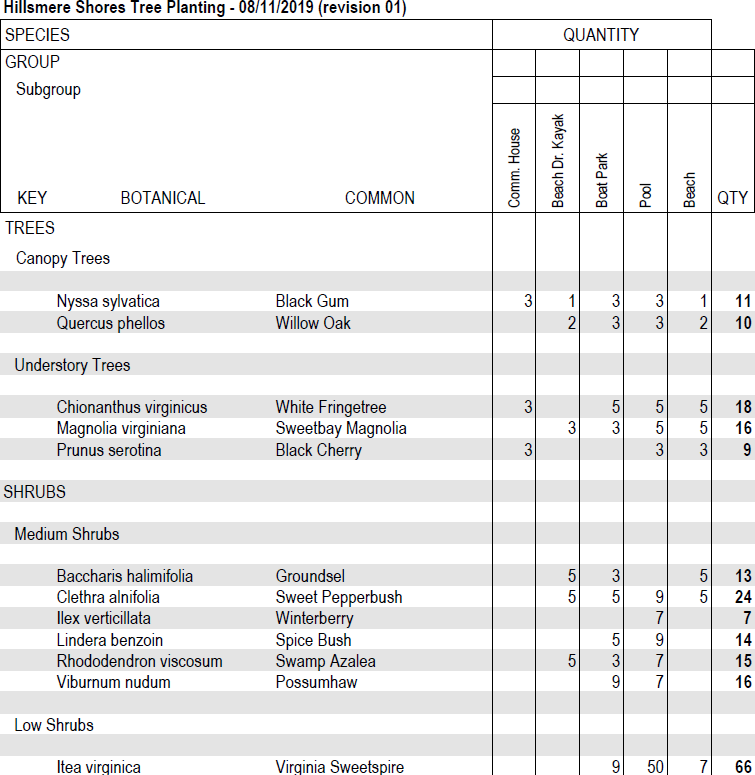 Hillsmere Shores Tree Planting - 08/11/2019 (revision 01)
SPECIES QUANTITY
GROUP
Subgroup
KEY BOTANICAL COMMON Comm. House Beach Dr. Kayak Boat Park Pool Beach QTY
TREES
Canopy Trees
Nyssa sylvatica Black Gum 3 1 3 3 1 11
Quercus phellos Willow Oak 2 3 3 2 10
Understory Trees
Chionanthus virginicus White Fringetree 3 5 5 5 18
Magnolia virginiana Sweetbay Magnolia 3 3 5 5 16
Prunus serotina Black Cherry 3 3 3 9
SHRUBS
Medium Shrubs
Baccharis halimifolia Groundsel 5 3 5 13
Clethra alnifolia Sweet Pepperbush 5 5 9 5 24
Ilex verticillata Winterberry 7 7
Lindera benzoin Spice Bush 5 9 14
Rhododendron viscosum Swamp Azalea 5 3 7 15
Viburnum nudum Possumhaw 9 7 16
Low Shrubs
Itea virginica Virginia Sweetspire 9 50 7 66